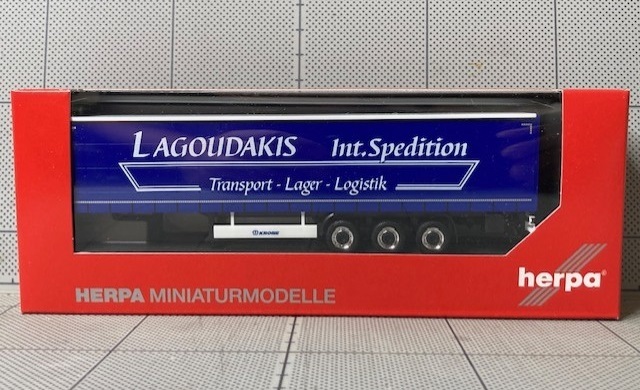 LAGOUDAKIS Int.Spedition
Transport - Lager - Logistik
KRONE
HERPA MINIATURMODELLE
herpa®